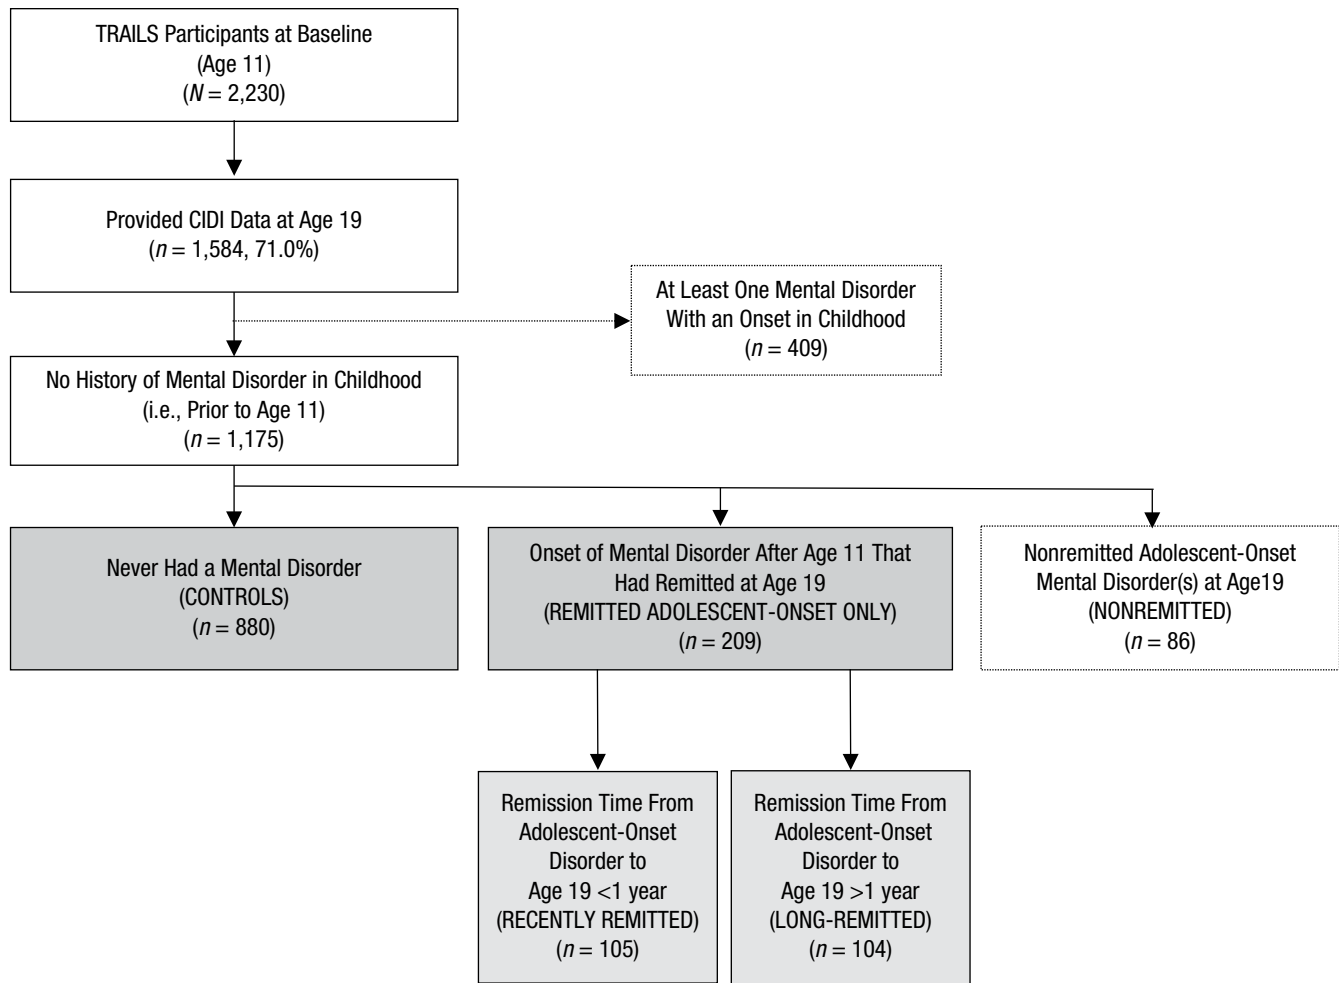 TRAILS Participants at Baseline
(Age 11)
(N = 2,230)
Provided CIDI Data at Age 19
(n = 1,584, 71.0%)
At Least One Mental Disorder
With an Onset in Childhood
(n = 409)
No History of Mental Disorder in Childhood
(i.e., Prior to Age 11)
(n = 1,175)
Never Had a Mental Disorder
(CONTROLS)
(n = 880)
Onset of Mental Disorder After Age 11 That
Had Remitted at Age 19
(REMITTED ADOLESCENT-ONSET ONLY)
(n = 209)
Nonremitted Adolescent-Onset
Mental Disorder(s) at Age19
(NONREMITTED)
(n = 86)
Remission Time From
Adolescent-Onset
Disorder to
Age 19 <1 year
(RECENTLY REMITTED)
(n = 105)
Remission Time From
Adolescent-Onset
Disorder to
Age 19 >1 year
(LONG-REMITTED)
(n = 104)